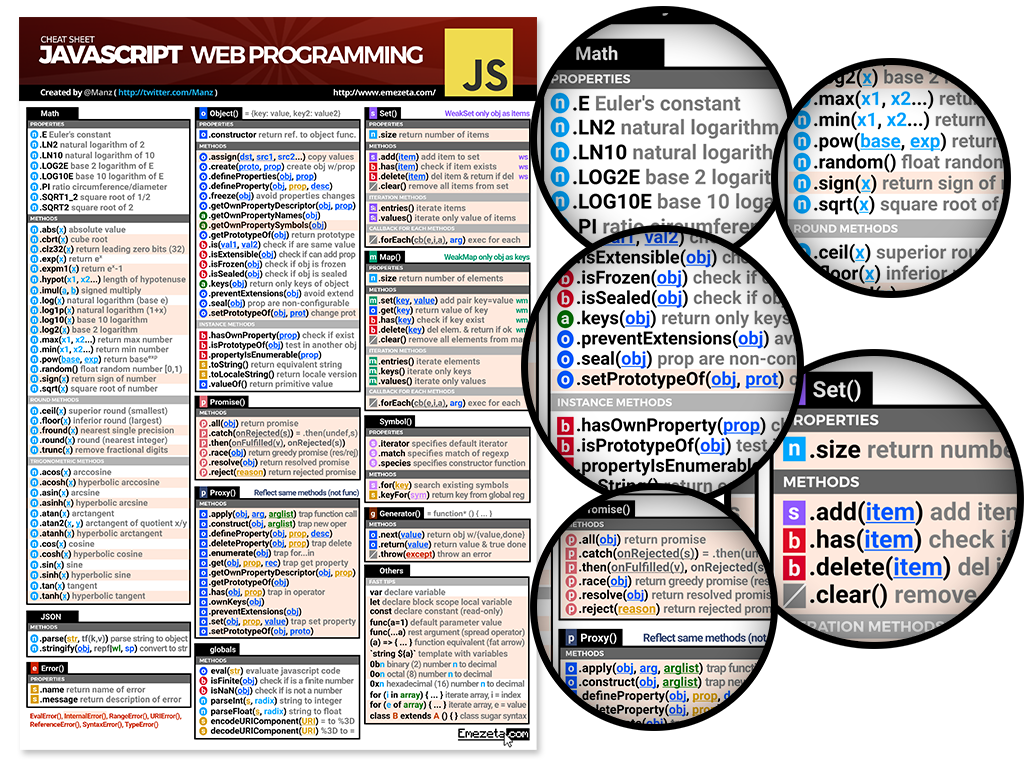 CHEAT SHEET
JAVASCRIPT WEB PROGRAMMING
JS
Created by @Manz ( http://twitter.com/Manz )
http://www.emezeta.com/
Math
PROPERTIES
n .E Euler's constant
n .LN2 natural logarithm of 2
n .LN10 natural logarithm of 10
n .LOG2E base 2 logarithm of E
n .LOG10E base 10 logarithm of E
n .PI ratio circumference/diameter
n .SQRT1_2 square root of 1/2
n .SQRT2 square root of 2
METHODS
n .abs(x) absolute value
n .cbrt(x) cube root
n .clz32(x) return leading zero bits (32)
n .exp(x) return eˣ
n .expm1(x) return eˣ-1
n .hypot(x1, x2...) length of hypotenuse
n .imul(a, b) signed multiply
n .log(x) natural logarithm (base e)
n .log1p(x) natural logarithm (1+x)
n .log10(x) base 10 logarithm
n .log2(x) base 2 logarithm
n .max(x1, x2...) return max number
n .min(x1, x2...) return min number
n .pow(base, exp) return baseᵉˣᵖ
n .random() float random number [0,1)
n .sign(x) return sign of number
n .sqrt(x) square root of number
ROUND METHODS
n .ceil(x) superior round (smallest)
n .floor(x) inferior round (largest)
n .fround(x) nearest single precision
n .round(x) round (nearest integer)
n .trunc(x) remove fractional digits
TRIGONOMETRIC METHODS
n .acos(x) arccosine
n .acosh(x) hyperbolic arccosine
n .asin(x) arcsine
n .asinh(x) hyperbolic arcsine
n .atan(x) arctangent
n .atan2(x, y) arctangent of quotient x/y
n .atanh(x) hyperbolic arctangent
n .cos(x) cosine
n .cosh(x) hyperbolic cosine
n .sin(x) sine
n .sinh(x) hyperbolic sine
n .tan(x) tangent
n .tanh(x) hyperbolic tangent
JSON
METHODS
n .parse(str, tf(k,v)) parse string to object
n .stringify(obj, repf|wl, sp) convert to str
e Error()
PROPERTIES
s .name return name of error
s .message return description of error
EvalError(), InternalError(), RangeError(), URIError(),
ReferenceError(), SyntaxError(), TypeError()
o Object() = {key: value, key2: value2}
PROPERTIES
o .constructor return ref. to object func.
METHODS
o .assign(dst, src1, src2...) copy values
o .create(proto, prop) create obj w/prop
o .defineProperties(obj, prop)
o .defineProperty(obj, prop, desc)
o .freeze(obj) avoid properties changes
o .getOwnPropertyDescriptor(obj, prop)
a .getOwnPropertyNames(obj)
a .getOwnPropertySymbols(obj)
o .getPrototypeOf(obj) return prototype
b .is(val1, val2) check if are same value
b .isExtensible(obj) check if can add prop
b .isFrozen(obj) check if obj is frozen
b .isSealed(obj) check if obj is sealed
a .keys(obj) return only keys of object
o .preventExtensions(obj) avoid extend
o .seal(obj) prop are non-configurable
o .setPrototypeOf(obj, prot) change prot
INSTANCE METHODS
b .hasOwnProperty(prop) check if exist
b .isPrototypeOf(obj) test in another obj
b .propertyIsEnumerable(prop)
s .toString() return equivalent string
s .toLocaleString() return locale version
o .valueOf() return primitive value
p Promise()
METHODS
p .all(obj) return promise
p .catch(onRejected(s)) = .then(undef,s)
p .then(onFulfilled(v), onRejected(s))
p .race(obj) return greedy promise (res/rej)
p .resolve(obj) return resolved promise
p .reject(reason) return rejected promise
p Proxy() Reflect same methods (not func)
METHODS
o .apply(obj, arg, arglist) trap function call
o .construct(obj, arglist) trap new oper
o .defineProperty(obj, prop, desc)
o .deleteProperty(obj, prop) trap delete
o .enumerate(obj) trap for...in
o .get(obj, prop, rec) trap get property
o .getOwnPropertyDescriptor(obj, prop)
o .getPrototypeOf(obj)
o .has(obj, prop) trap in operator
o .ownKeys(obj)
o .preventExtensions(obj)
o .set(obj, prop, value) trap set property
o .setPrototypeOf(obj, proto)
globals
METHODS
o eval(str) evaluate javascript code
b isFinite(obj) check if is a finite number
b isNaN(obj) check if is not a number
n parseInt(s, radix) string to integer
n parseFloat(s, radix) string to float
s encodeURIComponent(URI) = to %3D
s decodeURIComponent(URI) %3D to =
s Set() WeakSet only obj as items
PROPERTIES
n .size return number of items
METHODS
s .add(item) add item to set ws
b .has(item) check if item exists ws
b .delete(item) del item & return if del ws
.clear() remove all items from set
ITERATION METHODS
s .entries() iterate items
s .values() iterate only value of items
CALLBACK FOR EACH METHODS
.forEach(cb(e,i,a), arg) exec for each
m Map() WeakMap only obj as keys
PROPERTIES
n .size return number of elements
METHODS
m .set(key, value) add pair key=value wm
o .get(key) return value of key wm
b .has(key) check if key exist wm
b .delete(key) del elem. & return if ok wm
.clear() remove all elements from map
ITERATION METHODS
m .entries() iterate elements
m .keys() iterate only keys
m .values() iterate only values
CALLBACK FOR EACH METHODS
.forEach(cb(e,i,a), arg) exec for each
Symbol()
PROPERTIES
s .iterator specifies default iterator
s .match specifies match of regexp
s .species specifies constructor function
METHODS
s .for(key) search existing symbols
s .keyFor(sym) return key from global reg
g Generator() = function* () { ... }
METHODS
o .next(value) return obj w/{value,done}
o .return(value) return value & true done
.throw(except) throw an error
Others
FAST TIPS
var declare variable
let declare block scope local variable
const declare constant (read-only)
func(a=1) default parameter value
func(...a) rest argument (spread operator)
(a) => { ... } function equivalent (fat arrow)
`string ${a}` template with variables
0bn binary (2) number n to decimal
0on octal (8) number n to decimal
0xn hexadecimal (16) number n to decimal
for (i in array) { ... } iterate array, i = index
for (e of array) { ... } iterate array, e = value
class B extends A () { } class sugar syntax
Emezeta.com
Math
PROPERTIES
n .E Euler's constant
n .LN2 natural logarithm
n .LN10 natural logarith
n .LOG2E base 2 logarit
n .LOG10E base 10 loga
PI ratio circumferen
log2(x) base 2
n .max(x1, x2...) retu
n .min(x1, x2...) return
n .pow(base, exp) return
n .random() float random
n .sign(x) return sign of
n .sqrt(x) square root of
ROUND METHODS
.ceil(x) superior roun
floor(x) inferior
val1, val2) che
isExtensible(obj) check
b .isFrozen(obj) check if
b .isSealed(obj) check if ob
a .keys(obj) return only keys
o .preventExtensions(obj) avo
o .seal(obj) prop are non-con
o .setPrototypeOf(obj, prot) c
INSTANCE METHODS
b .hasOwnProperty(prop) ch
b .isPrototypeOf(obj) test i
.propertyIsEnumerable
String() return
Set()
PROPERTIES
n .size return numbe
METHODS
s .add(item) add item
b .has(item) check if
b .delete(item) del i
.clear() remove
ERATION METHODS
omise()
METHODS
p .all(obj) return promise
p .catch(onRejected(s)) = .then(un
p .then(onfulfilled(v), onRejected(s
p .race(obj) return greedy promise (res
p .resolve(obj) return resolved promis
p .reject(reason) return rejected prom
p Proxy() Reflect same methods (not
METHODS
o .apply(obj, arg, arglist) trap funct
o .construct(obj, arglist) trap new
defineProperty(obj, prop, d
deleteProperty(obj, prop